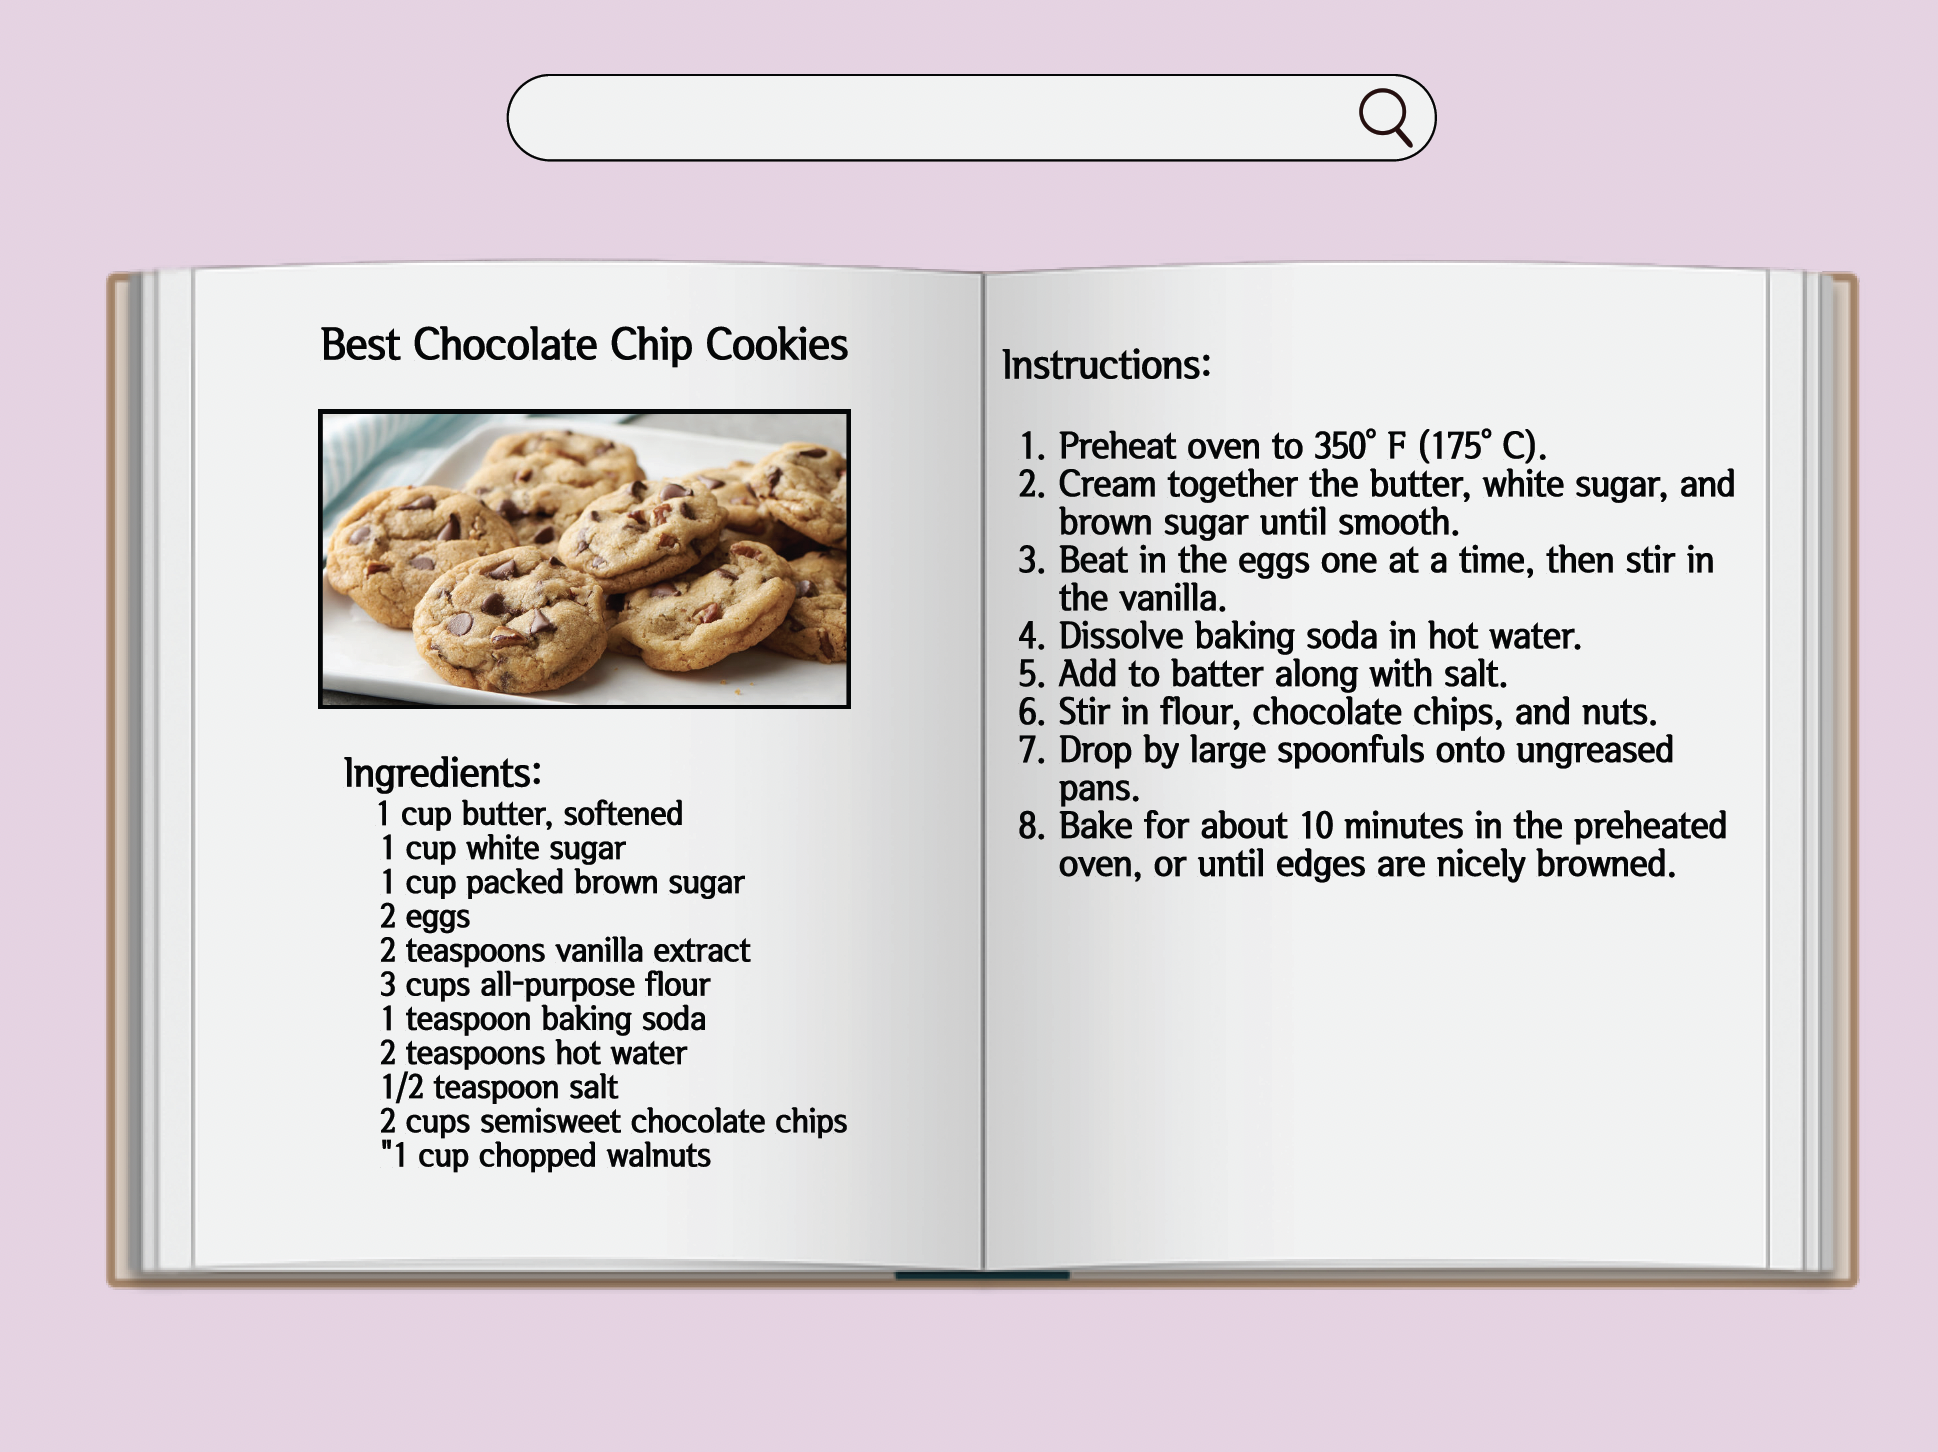 Best Chocolate Chip Cookies
Ingredients:
1 cup butter, softened
1 cup white sugar
1 cup packed brown sugar
2 eggs
2 teaspoons vanilla extract
3 cups all-purpose flour
1 teaspoon baking soda
2 teaspoons hot water
1/2 teaspoon salt
2 cups semisweet chocolate chips
"1 cup chopped walnuts
Instructions:
1. Preheat oven to 350° F (175° C).
2. Cream together the butter, white sugar, and
brown sugar until smooth.
3. Beat in the eggs one at a time, then stir in
the vanilla.
4. Dissolve baking soda in hot water.
5. Add to batter along with salt.
6. Stir in flour, chocolate chips, and nuts.
7. Drop by large spoonfuls onto ungreased
pans.
8. Bake for about 10 minutes in the preheated
oven, or until edges are nicely browned.